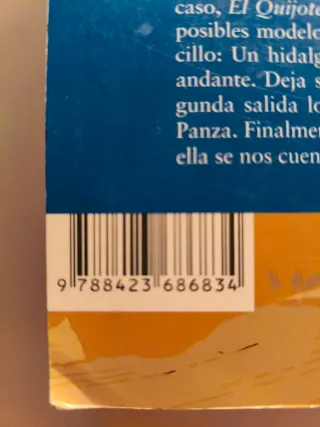 caso, El Quijote
posibles modelo
cillo: Un hidalg
andante. Deja s
gunda salida lo
Panza. Finalmen
ella se nos cuen
9 788423 686834